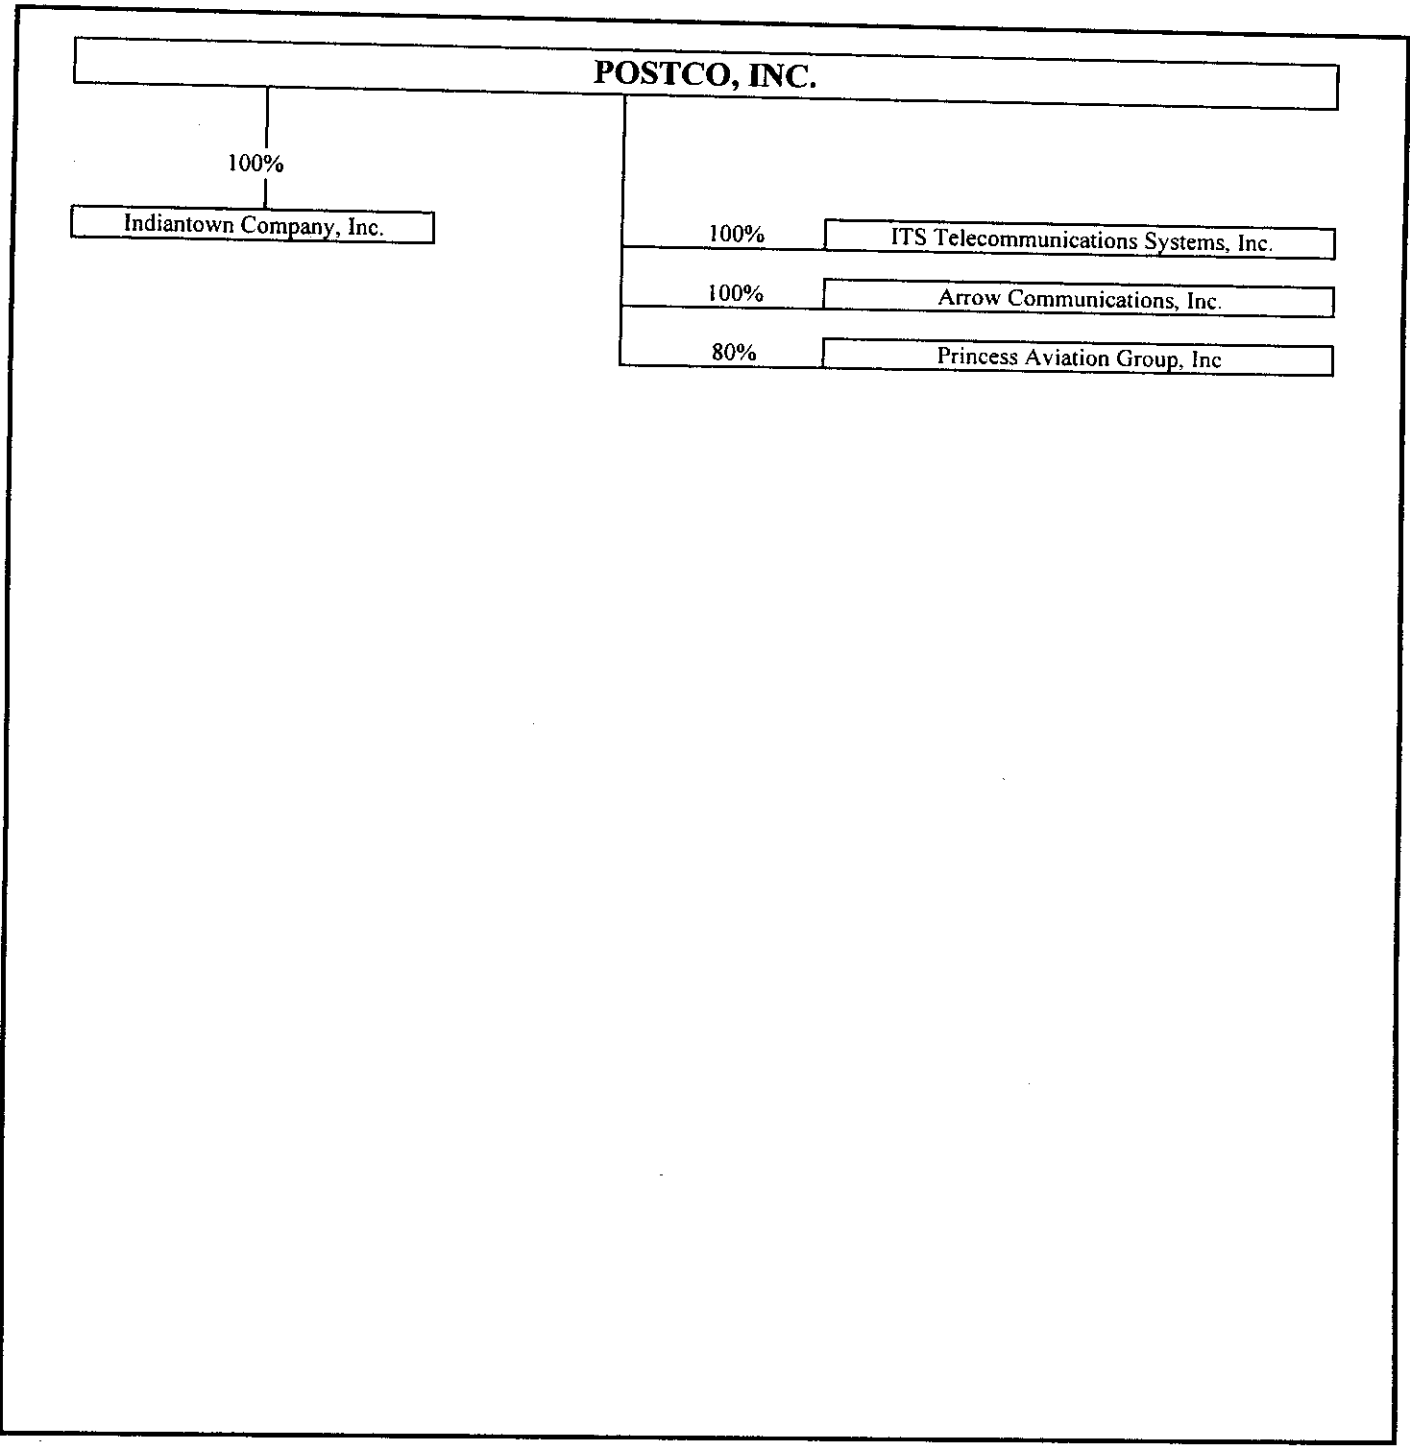 POSTCO, INC.
100%
Indiantown Company, Inc.
100% ITS Telecommunications Systems, Inc.
100% Arrow Communications, Inc.
80% Princess Aviation Group, Inc